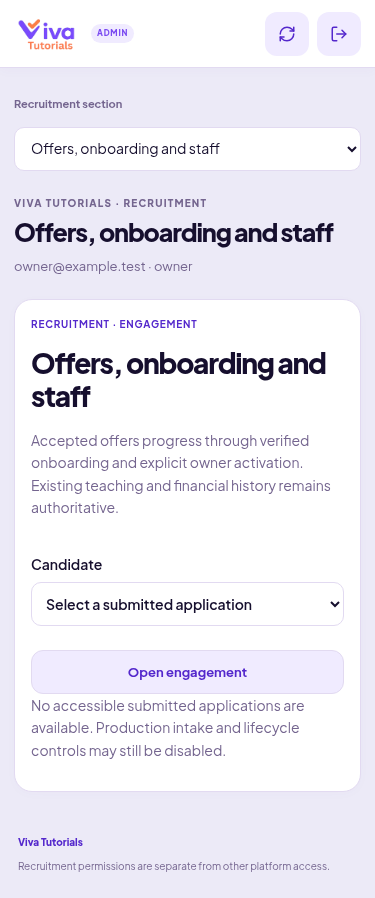 Viva
Tutorials
ADMIN
Recruitment section
Offers, onboarding and staff
VIVA TUTORIALS · RECRUITMENT
Offers, onboarding and staff
owner@example.test · owner
RECRUITMENT · ENGAGEMENT
Offers, onboarding and
staff
Accepted offers progress through verified
onboarding and explicit owner activation.
Existing teaching and financial history remains
authoritative.
Candidate
Select a submitted application
Open engagement
No accessible submitted applications are
available. Production intake and lifecycle
controls may still be disabled.
Viva Tutorials
Recruitment permissions are separate from other platform access.